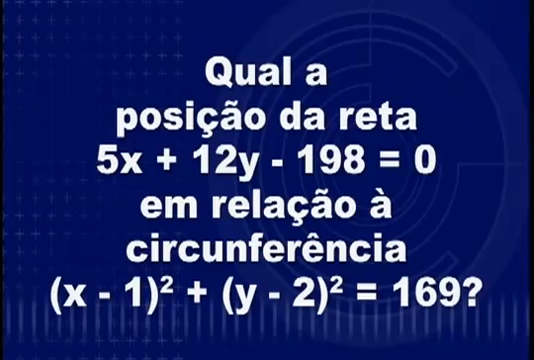 Qual a
posição da reta
5x + 12y - 198 = 0
em relação à
circunferência
(x - 1)² + (y - 2)² = 169?